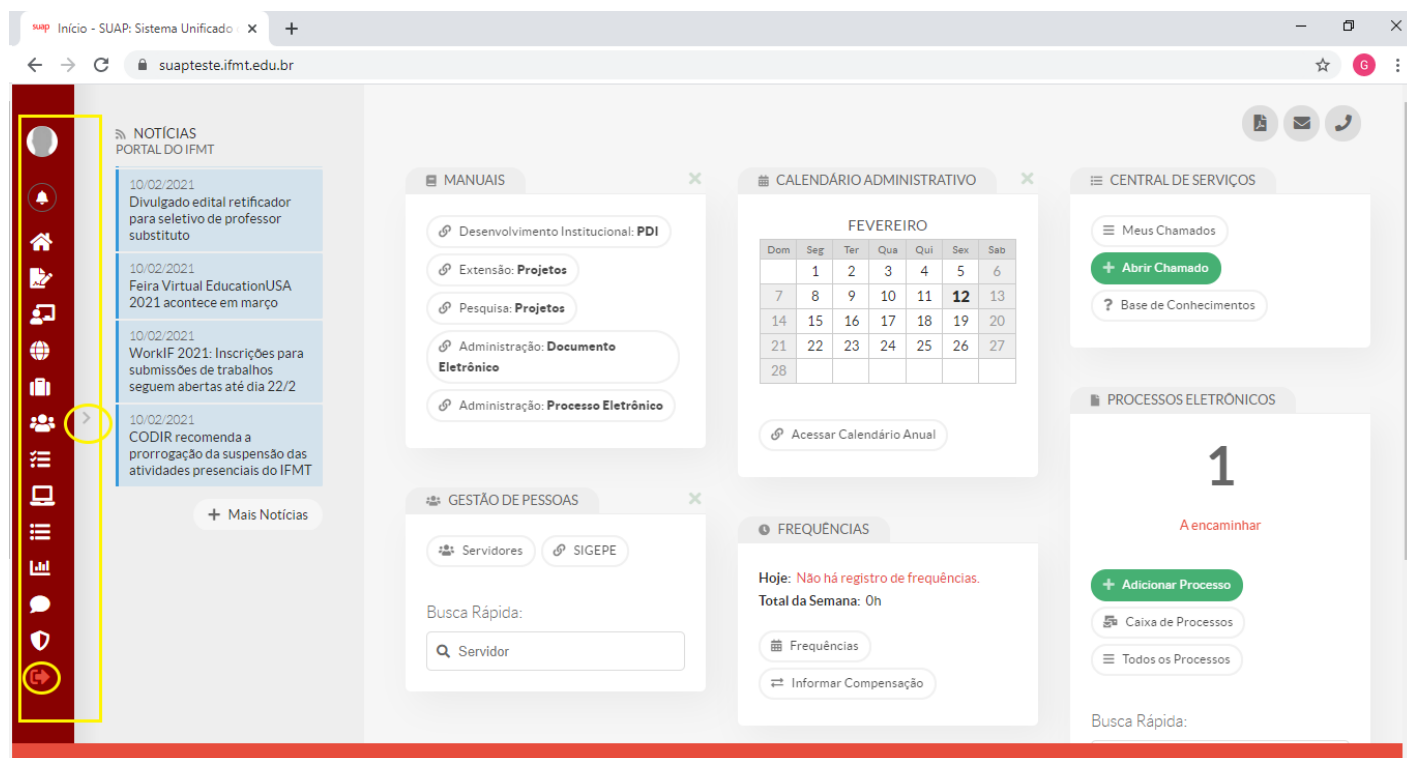 suap Início - SUAP: Sistema Unificado
suapteste.ifmt.edu.br
G
NOTÍCIAS
PORTAL DO IFMT
10/02/2021
Divulgado edital retificador
para seletivo de professor
substituto
10/02/2021
Feira Virtual EducationUSA
2021 acontece em março
10/02/2021
WorkIF 2021: Inscrições para
submissões de trabalhos
seguem abertas até dia 22/2
10/02/2021
CODIR recomenda a
prorrogação da suspensão das
atividades presenciais do IFMT
+ Mais Notícias
MANUAIS
Desenvolvimento Institucional: PDI
Extensão: Projetos
Pesquisa: Projetos
Administração: Documento
Eletrônico
Administração: Processo Eletrônico
GESTÃO DE PESSOAS
Servidores
SIGEPE
Busca Rápida:
Servidor
CALENDÁRIO ADMINISTRATIVO
FEVEREIRO
Dom Seg Ter Qua Qui Sex Sab
1 2 3 4 5 6
7 8 9 10 11 12 13
14 15 16 17 18 19 20
21 22 23 24 25 26 27
28
Acessar Calendário Anual
FREQUÊNCIAS
Hoje: Não há registro de frequências.
Total da Semana: 0h
Frequências
Informar Compensação
CENTRAL DE SERVIÇOS
Meus Chamados
+ Abrir Chamado
? Base de Conhecimentos
PROCESSOS ELETRÔNICOS
1
A encaminhar
+ Adicionar Processo
Caixa de Processos
Todos os Processos
Busca Rápida: